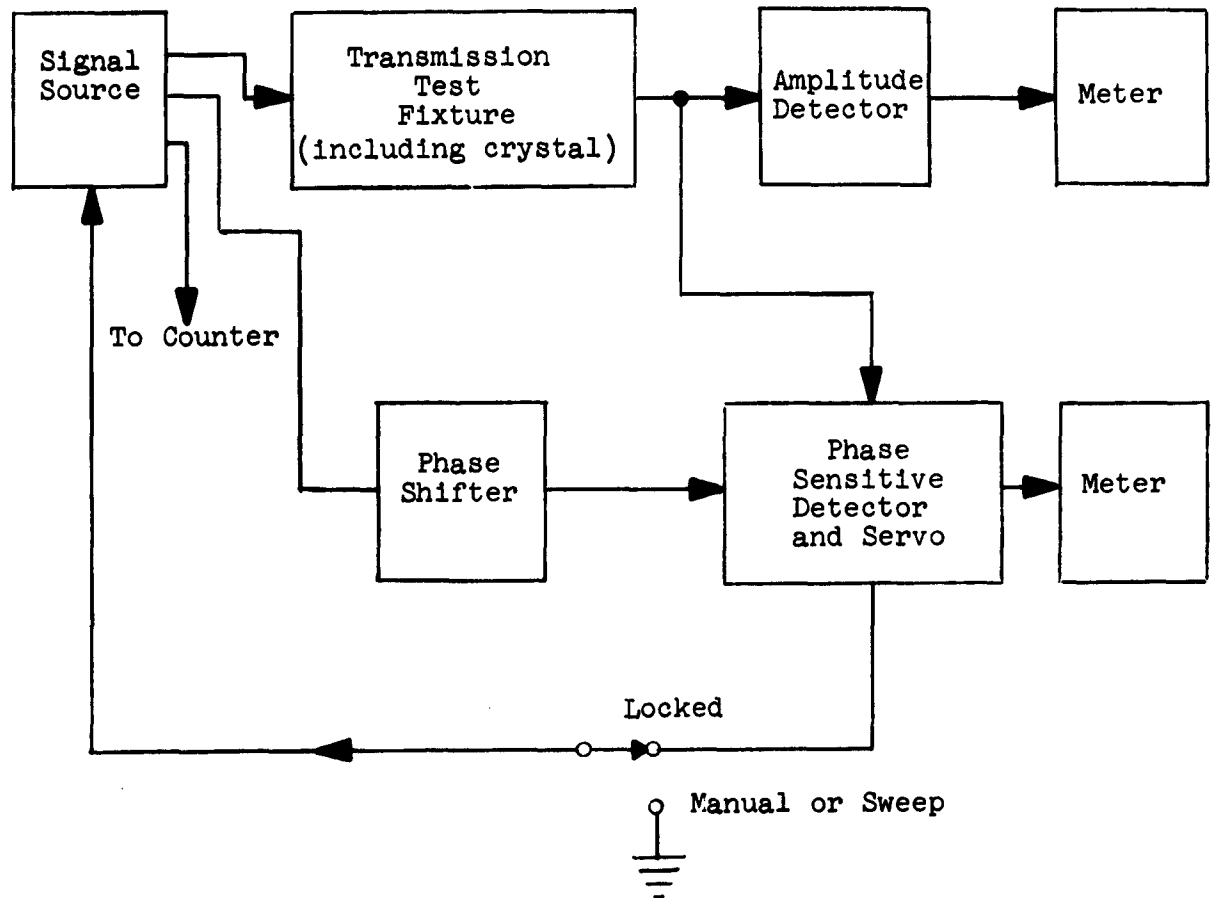 Signal
Source
Transmission
Test
Fixture
(including crystal)
Amplitude
Detector
Meter
To Counter
Phase
Shifter
Phase
Sensitive
Detector
and Servo
Meter
Locked
Manual or Sweep